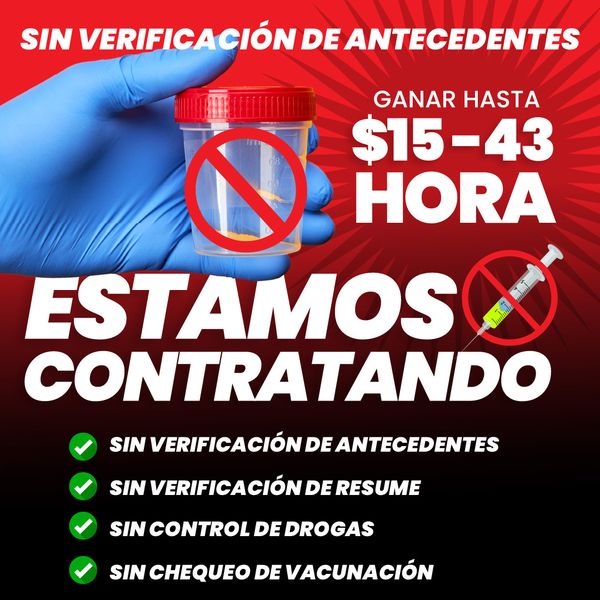 SIN VERIFICACIÓN DE ANTECEDENTES
GANAR HASTA
$15-43
HORA
ESTAMOS
CONTRATANDO
SIN VERIFICACIÓN DE ANTECEDENTES
SIN VERIFICACIÓN DE RESUME
SIN CONTROL DE DROGAS
SIN CHEQUEO DE VACUNACIÓN